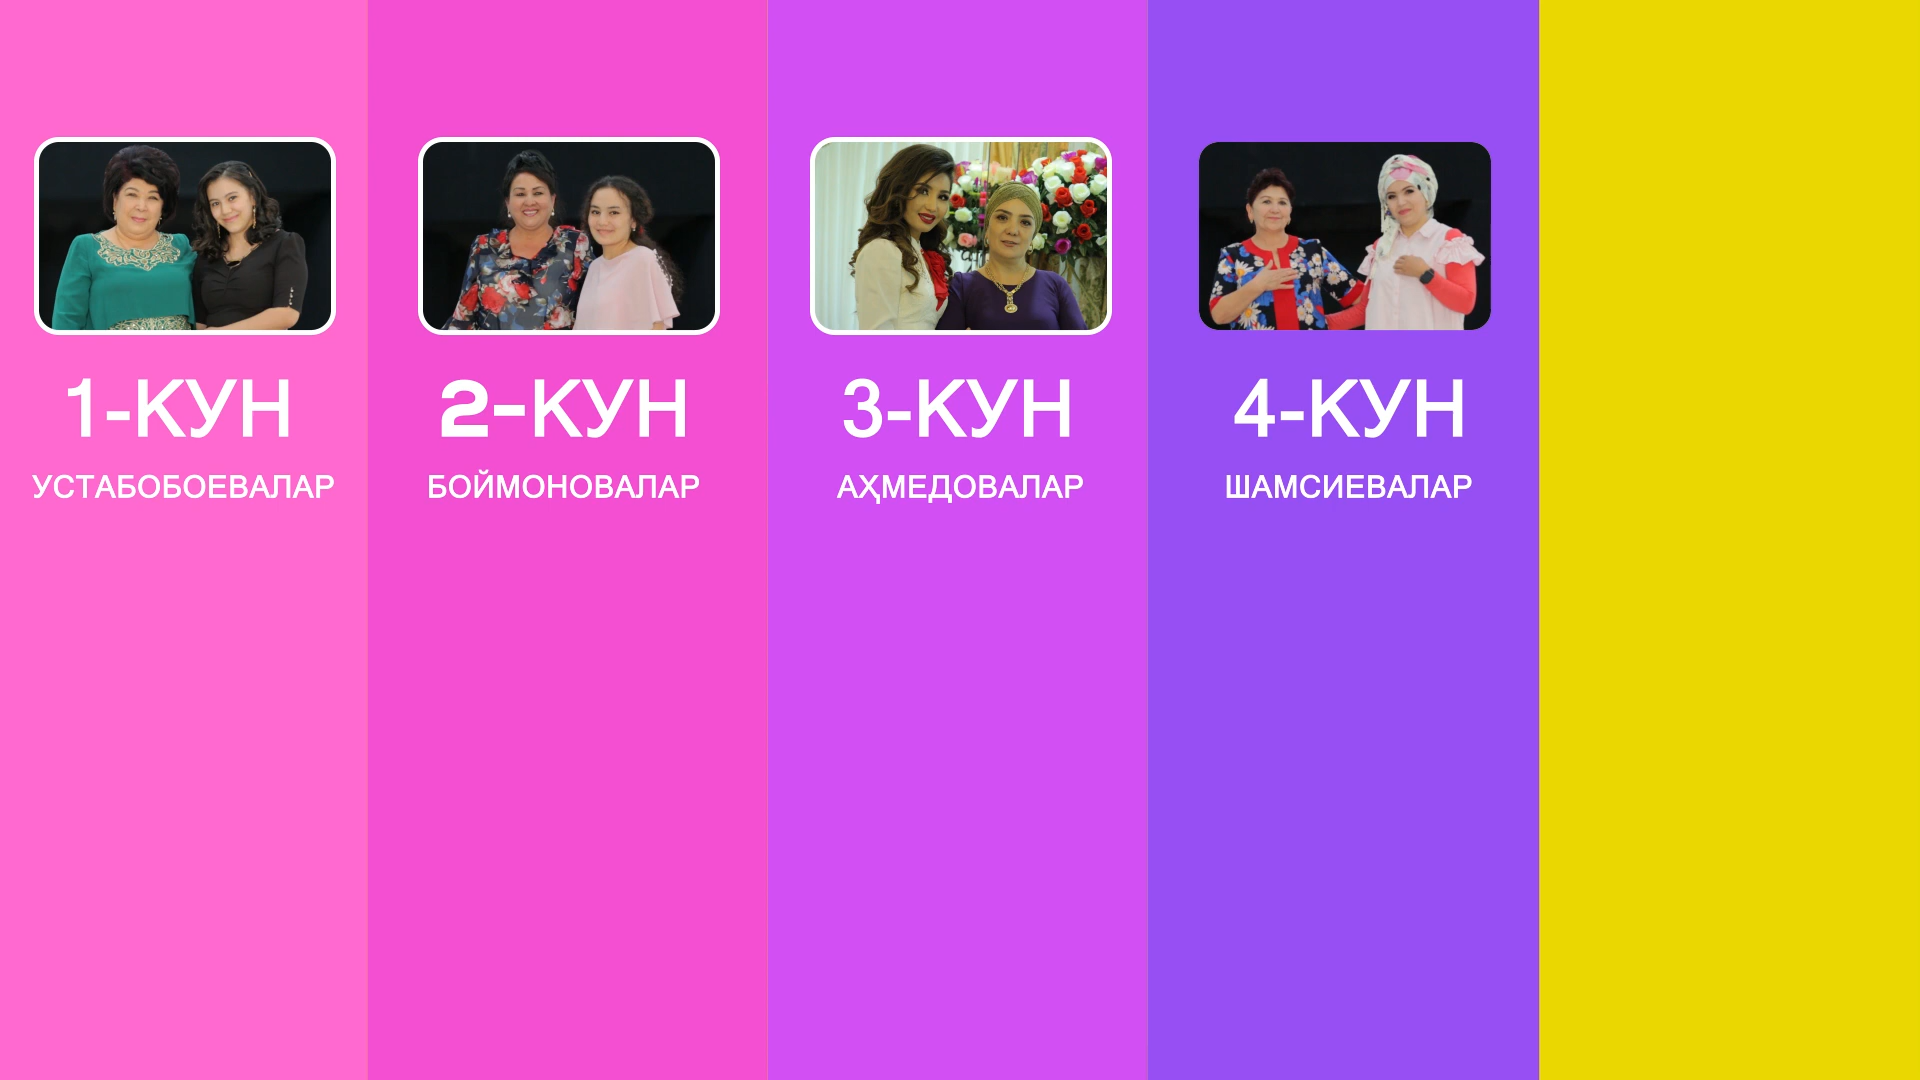 1-КУН
УСТАБОБОЕВАЛАР
2-КУН
БОЙМОНОВАЛАР
3-КУН
АҲМЕДОВАЛАР
4-КУН
ШАМСИЕВАЛАР